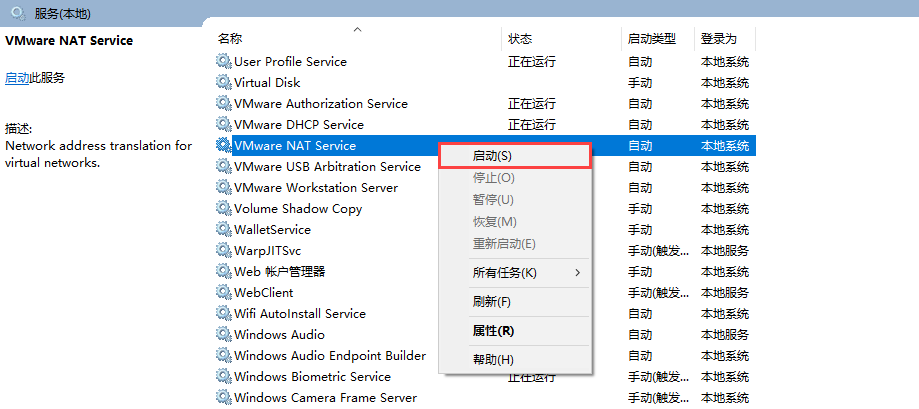 服务(本地)
VMware NAT Service
启动此服务
描述:
Network address translation for
virtual networks.
名称 状态 启动类型 登录为
User Profile Service 正在运行 自动 本地系统
Virtual Disk 手动 本地系统
VMware Authorization Service 正在运行 自动 本地系统
VMware DHCP Service 正在运行 自动 本地系统
VMware NAT Service 自动 本地系统
VMware USB Arbitration Service 自动 本地系统
VMware Workstation Server 手动 本地系统
Volume Shadow Copy 手动 本地系统
WalletService 手动 本地系统
WarpJITSvc 手动(触发... 本地服务
Web 帐户管理器 手动 本地系统
WebClient 手动(触发... 本地服务
Wifi AutoInstall Service 自动 本地系统
Windows Audio 自动 本地服务
Windows Audio Endpoint Builder 自动 本地系统
Windows Biometric Service 正在运行 手动(触发... 本地系统
Windows Camera Frame Server 手动(触发... 本地系统
启动(S)
停止(O)
暂停(U)
恢复(M)
重新启动(E)
所有任务(K)
刷新(F)
属性(R)
帮助(H)